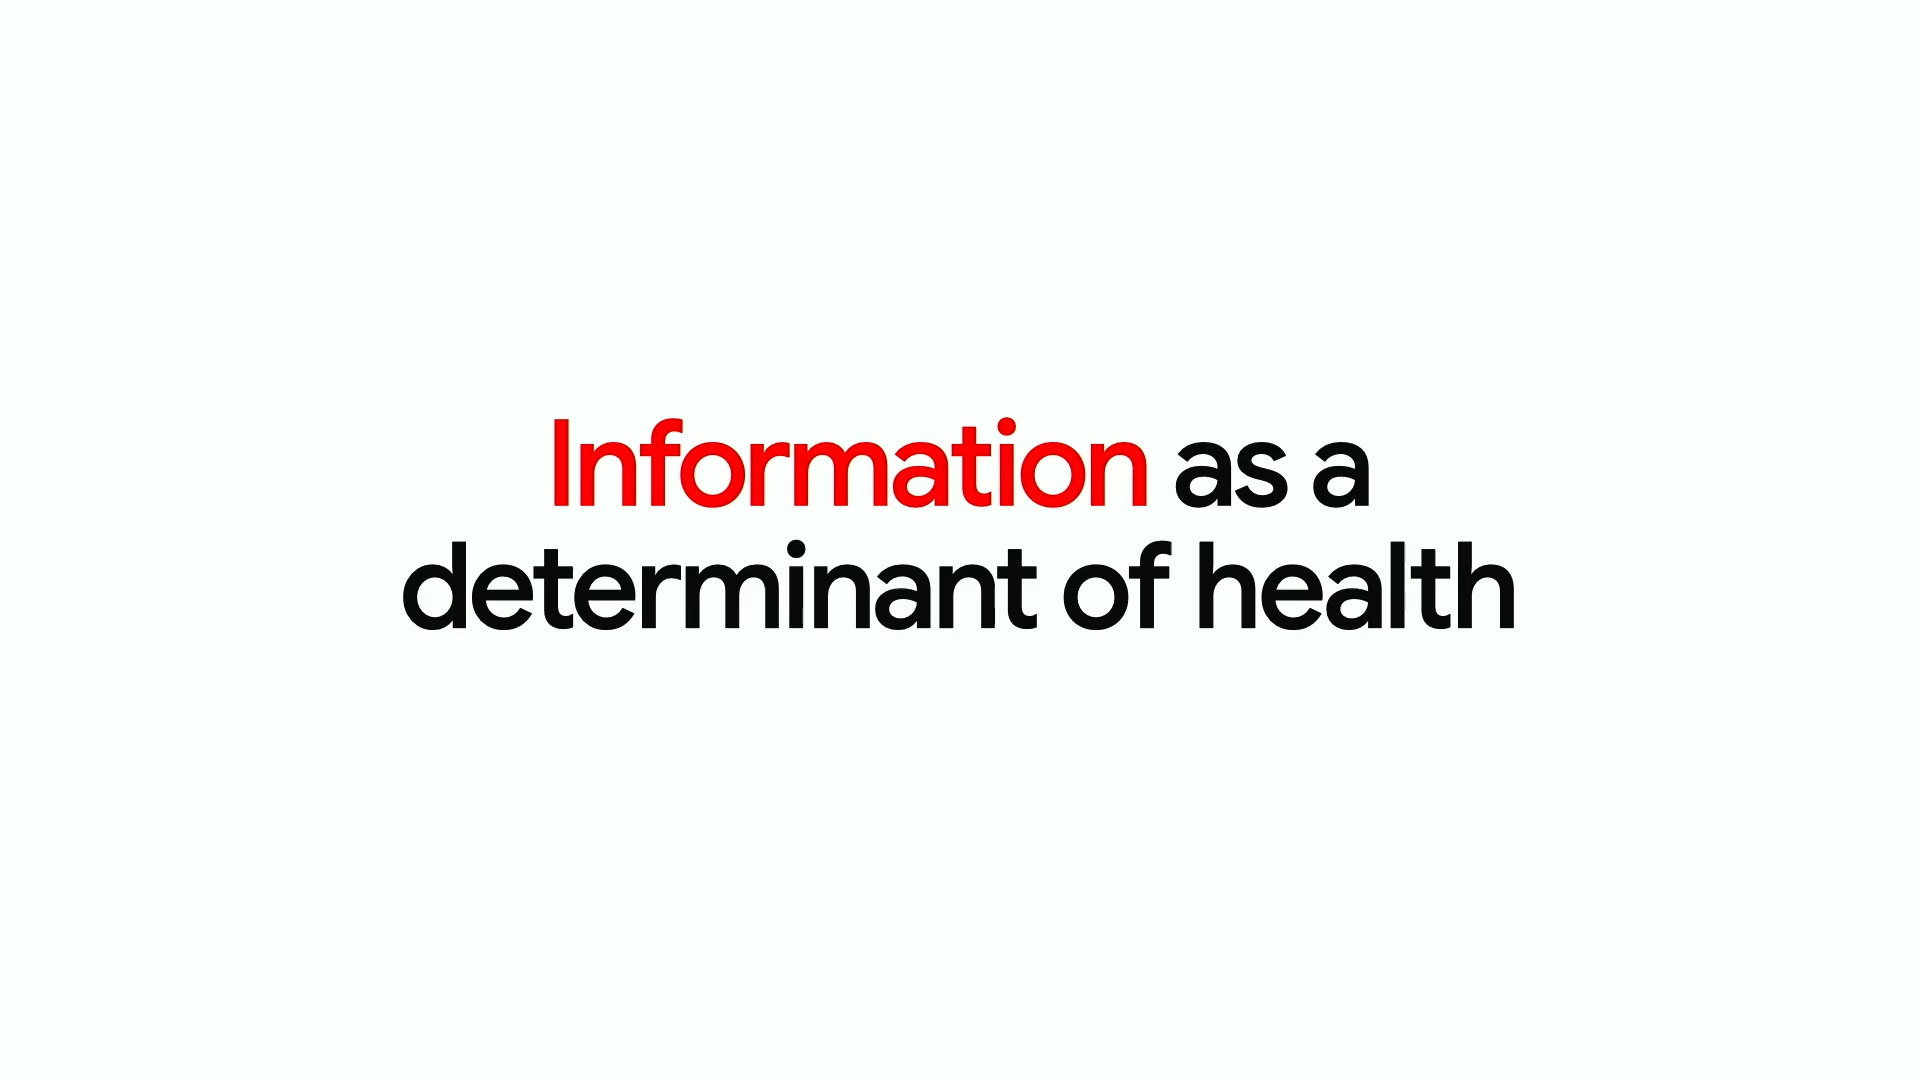 Information as a
determinant of health